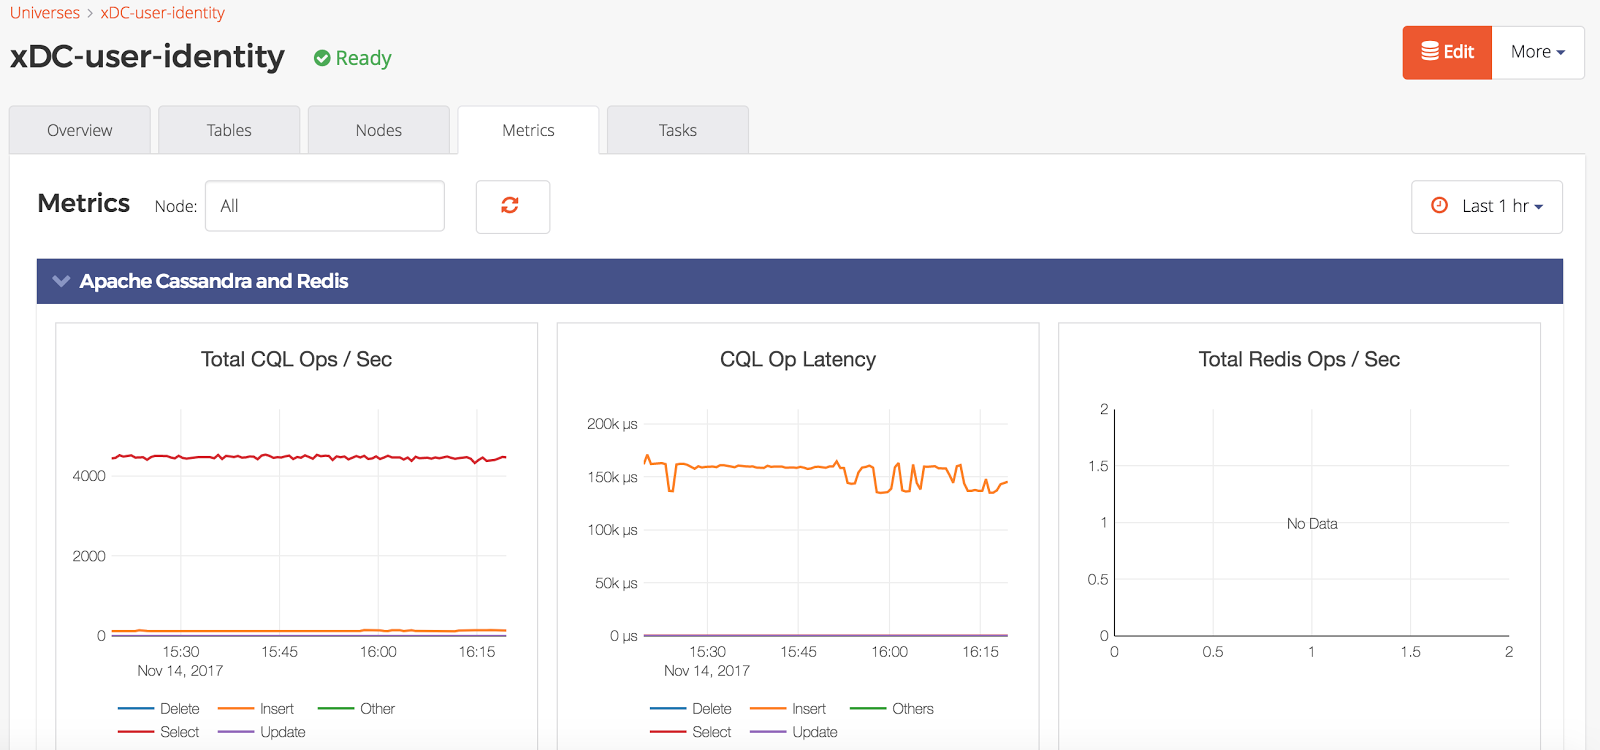 Universes > xDC-user-identity
xDC-user-identity Ready
Edit More
Overview Tables Nodes Metrics Tasks
Metrics Node: All Last 1 hr
Apache Cassandra and Redis
Total CQL Ops / Sec
4000
2000
0
15:30 15:45 16:00 16:15
Nov 14, 2017
Delete Insert Other
Select Update
CQL Op Latency
200k µs
150k µs
100k µs
50k µs
0 µs
15:30 15:45 16:00 16:15
Nov 14, 2017
Delete Insert Others
Select Update
Total Redis Ops / Sec
2
1.5
1
0.5
0
No Data
0 0.5 1 1.5 2